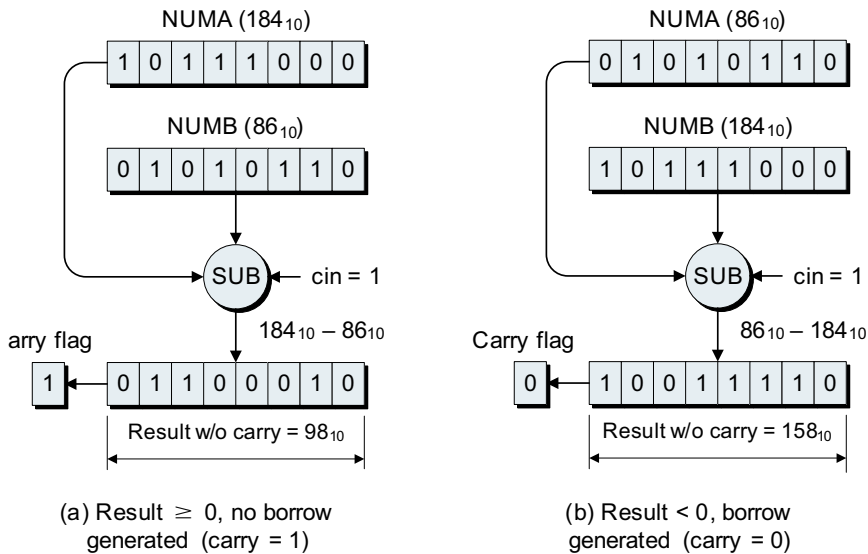 NUMA (184₁₀)
1 0 1 1 1 0 0 0
NUMB (86₁₀)
0 1 0 1 0 1 1 0
SUB
cin = 1
184₁₀ – 86₁₀
arry flag
1
0 1 1 0 0 0 1 0
Result w/o carry = 98₁₀
(a) Result ≥ 0, no borrow
generated (carry = 1)
NUMA (86₁₀)
0 1 0 1 0 1 1 0
NUMB (184₁₀)
1 0 1 1 1 0 0 0
SUB
cin = 1
86₁₀ – 184₁₀
Carry flag
0
1 0 0 1 1 1 1 0
Result w/o carry = 158₁₀
(b) Result < 0, borrow
generated (carry = 0)